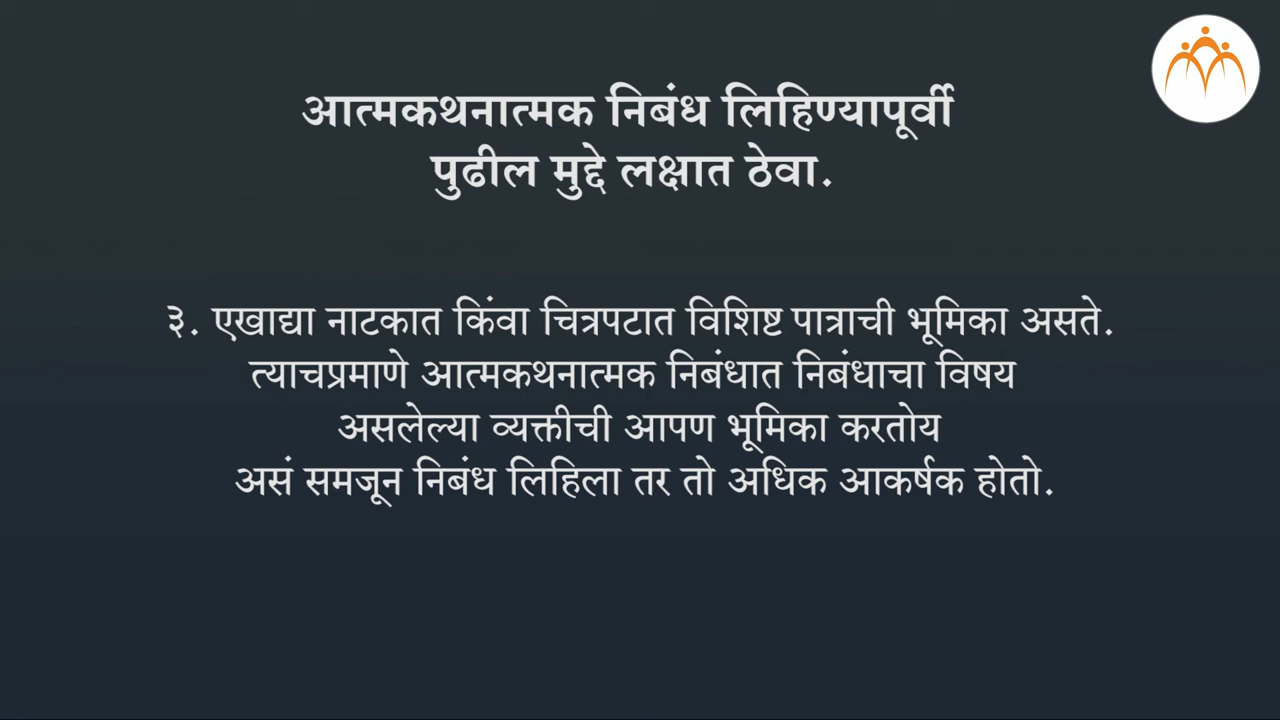 आत्मकथनात्मक निबंध लिहिण्यापूर्वी
पुढील मुद्दे लक्षात ठेवा.
३. एखाद्या नाटकात किंवा चित्रपटात विशिष्ट पात्राची भूमिका असते.
त्याचप्रमाणे आत्मकथनात्मक निबंधात निबंधाचा विषय
असलेल्या व्यक्तीची आपण भूमिका करतोय
असं समजून निबंध लिहिला तर तो अधिक आकर्षक होतो.